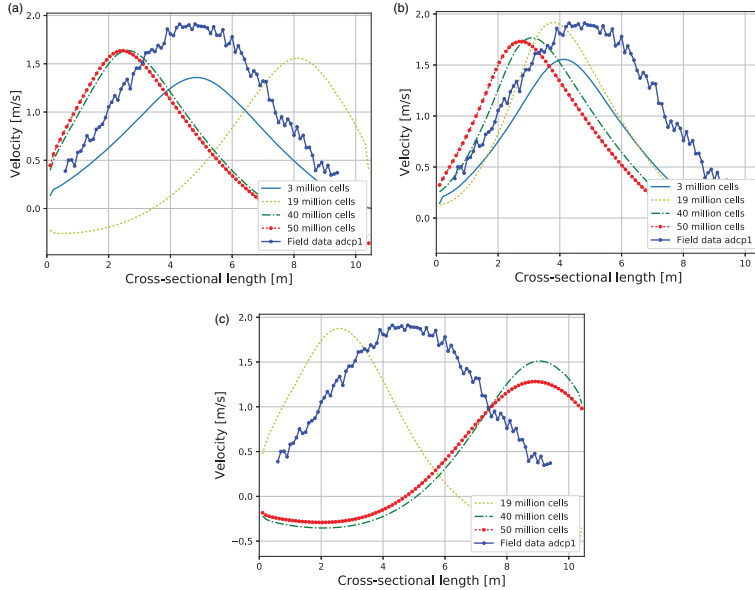 (a)
2.0
1.5
1.0
0.5
0.0
Velocity [m/s]
3 million cells
19 million cells
40 million cells
50 million cells
Field data adcp1
0 2 4 6 8 10
Cross-sectional length [m]
(b)
2.0
1.5
1.0
0.5
0.0
Velocity [m/s]
3 million cells
19 million cells
40 million cells
50 million cells
Field data adcp1
0 2 4 6 8 10
Cross-sectional length [m]
(c)
2.0
1.5
1.0
0.5
0.0
−0.5
Velocity [m/s]
19 million cells
40 million cells
50 million cells
Field data adcp1
0 2 4 6 8 10
Cross-sectional length [m]